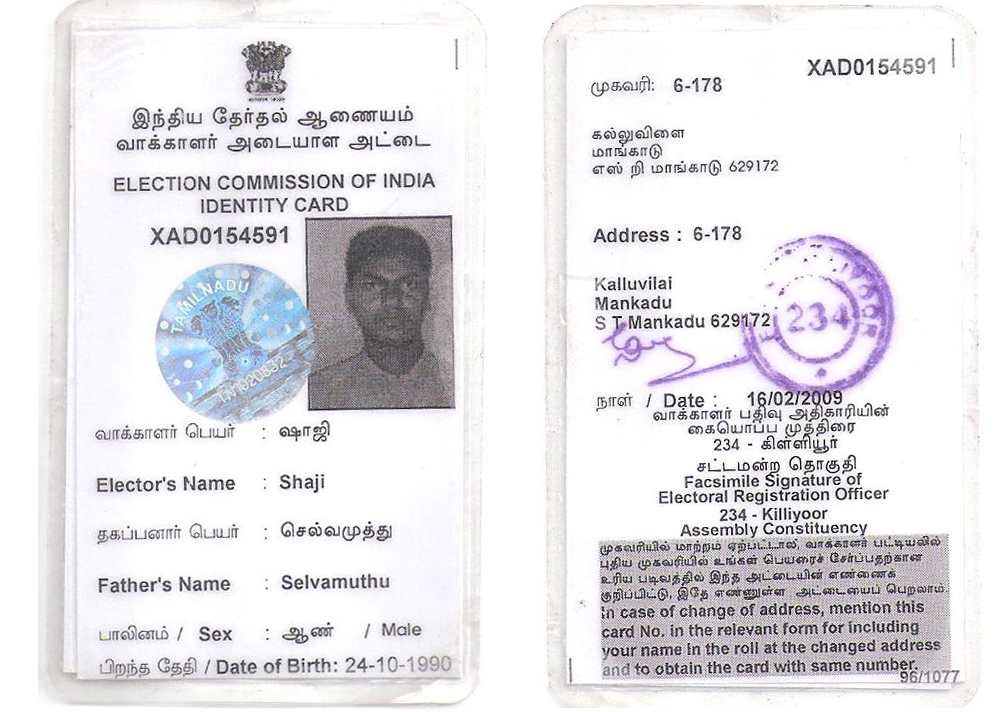 இந்திய தேர்தல் ஆணையம்
வாக்காளர் அடையாள அட்டை
ELECTION COMMISSION OF INDIA
IDENTITY CARD
XAD0154591
TAMILNADU
வாக்காளர் பெயர் : ஷாஜி
Elector's Name : Shaji
தகப்பனார் பெயர் : செல்வமுத்து
Father's Name : Selvamuthu
பாலினம் / Sex : ஆண் / Male
பிறந்த தேதி / Date of Birth: 24-10-1990
XAD0154591
முகவரி: 6-178
கல்லுவிளை
மாங்காடு
எஸ் றி மாங்காடு 629172
Address : 6-178
Kalluvilai
Mankadu
S T Mankadu 629172
234
நாள் / Date : 16/02/2009
வாக்காளர் பதிவு அதிகாரியின்
கையொப்ப முத்திரை
234 - கிள்ளியூர்
சட்டமன்ற தொகுதி
Facsimile Signature of
Electoral Registration Officer
234 - Killiyoor
Assembly Constituency
முகவரியில் மாற்றம் ஏற்பட்டால், வாக்காளர் பட்டியலில்
புதிய முகவரியில் உங்கள் பெயரைச் சேர்ப்பதற்கான
உரிய படிவத்தில் இந்த அட்டையின் எண்ணைக்
குறிப்பிட்டு, இதே எண்ணுள்ள அட்டையைப் பெறலாம்.
In case of change of address, mention this
card No. in the relevant form for including
your name in the roll at the changed address
and to obtain the card with same number.
96/1077